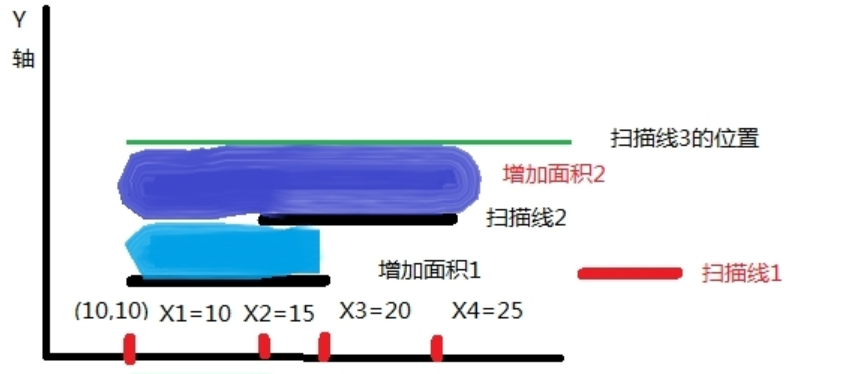 Y
轴
扫描线3的位置
增加面积2
扫描线2
增加面积1
扫描线1
(10,10) X1=10 X2=15 X3=20 X4=25